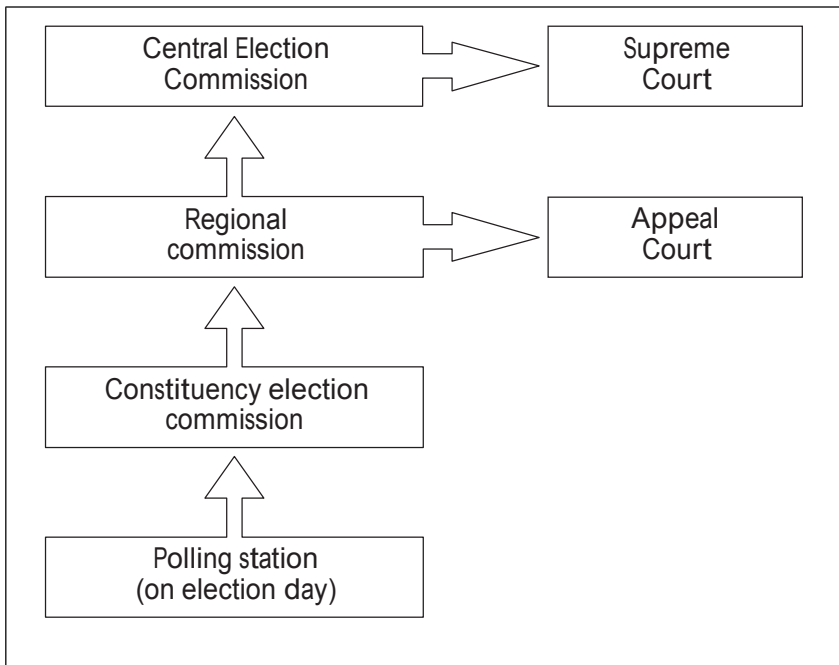 Central Election
Commission
Supreme
Court
Regional
commission
Appeal
Court
Constituency election
commission
Polling station
(on election day)